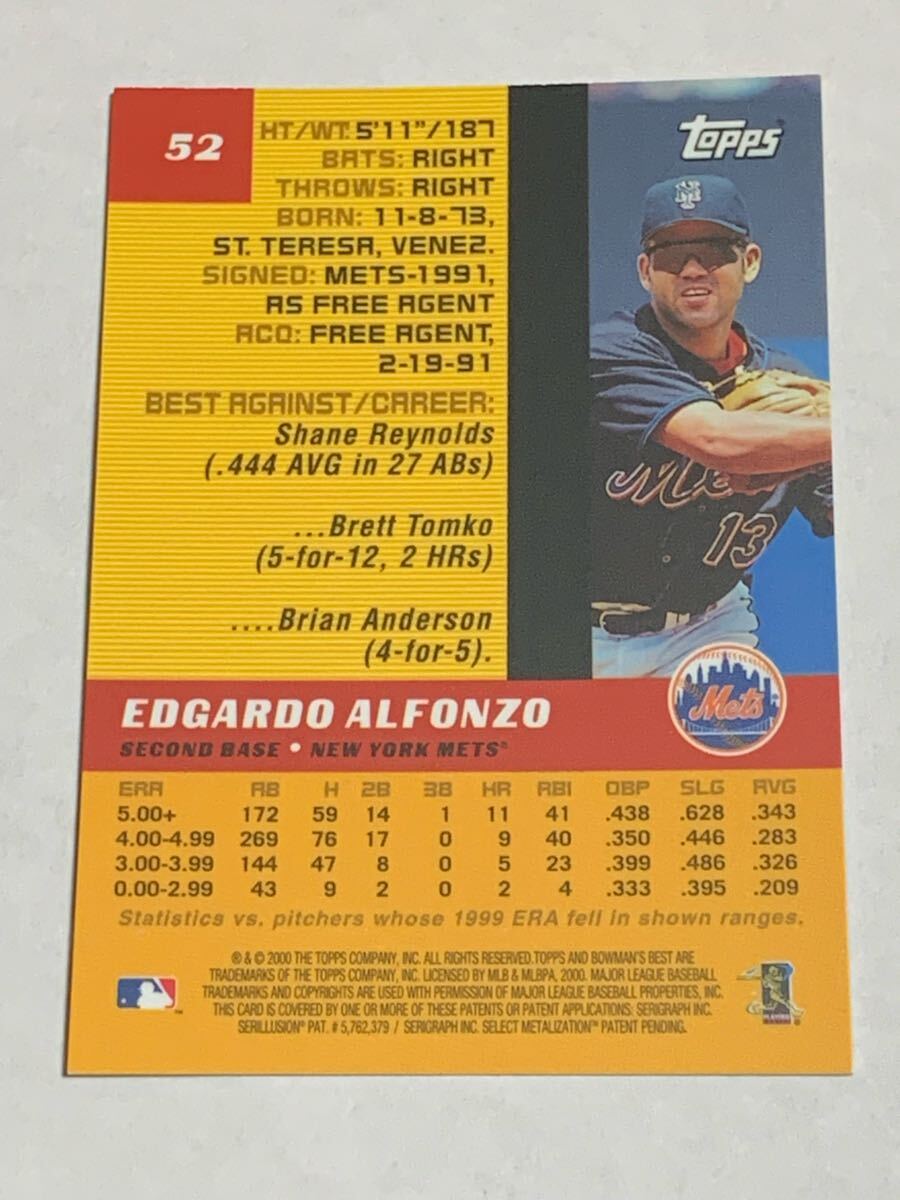 52
HT/WT: 5'11"/187
BATS: RIGHT
THROWS: RIGHT
BORN: 11-8-73,
ST. TERESA, VENEZ.
SIGNED: METS-1991,
AS FREE AGENT
ACQ: FREE AGENT,
2-19-91
BEST AGAINST/CAREER:
Shane Reynolds
(.444 AVG in 27 ABs)
...Brett Tomko
(5-for-12, 2 HRs)
....Brian Anderson
(4-for-5).
topps
NY
Mets
13
EDGARDO ALFONZO
SECOND BASE • NEW YORK METS®
Mets
ERA AB H 2B 3B HR RBI OBP SLG AVG
5.00+ 172 59 14 1 11 41 .438 .628 .343
4.00-4.99 269 76 17 0 9 40 .350 .446 .283
3.00-3.99 144 47 8 0 5 23 .399 .486 .326
0.00-2.99 43 9 2 0 2 4 .333 .395 .209
Statistics vs. pitchers whose 1999 ERA fell in shown ranges.
® & © 2000 THE TOPPS COMPANY, INC. ALL RIGHTS RESERVED.TOPPS AND BOWMAN'S BEST ARE
TRADEMARKS OF THE TOPPS COMPANY, INC. LICENSED BY MLB & MLBPA, 2000. MAJOR LEAGUE BASEBALL
TRADEMARKS AND COPYRIGHTS ARE USED WITH PERMISSION OF MAJOR LEAGUE BASEBALL PROPERTIES, INC.
THIS CARD IS COVERED BY ONE OR MORE OF THESE PATENTS OR PATENT APPLICATIONS: SERIGRAPH INC.
SERILLUSION® PAT. # 5,762,379 / SERIGRAPH INC. SELECT METALIZATION™ PATENT PENDING.